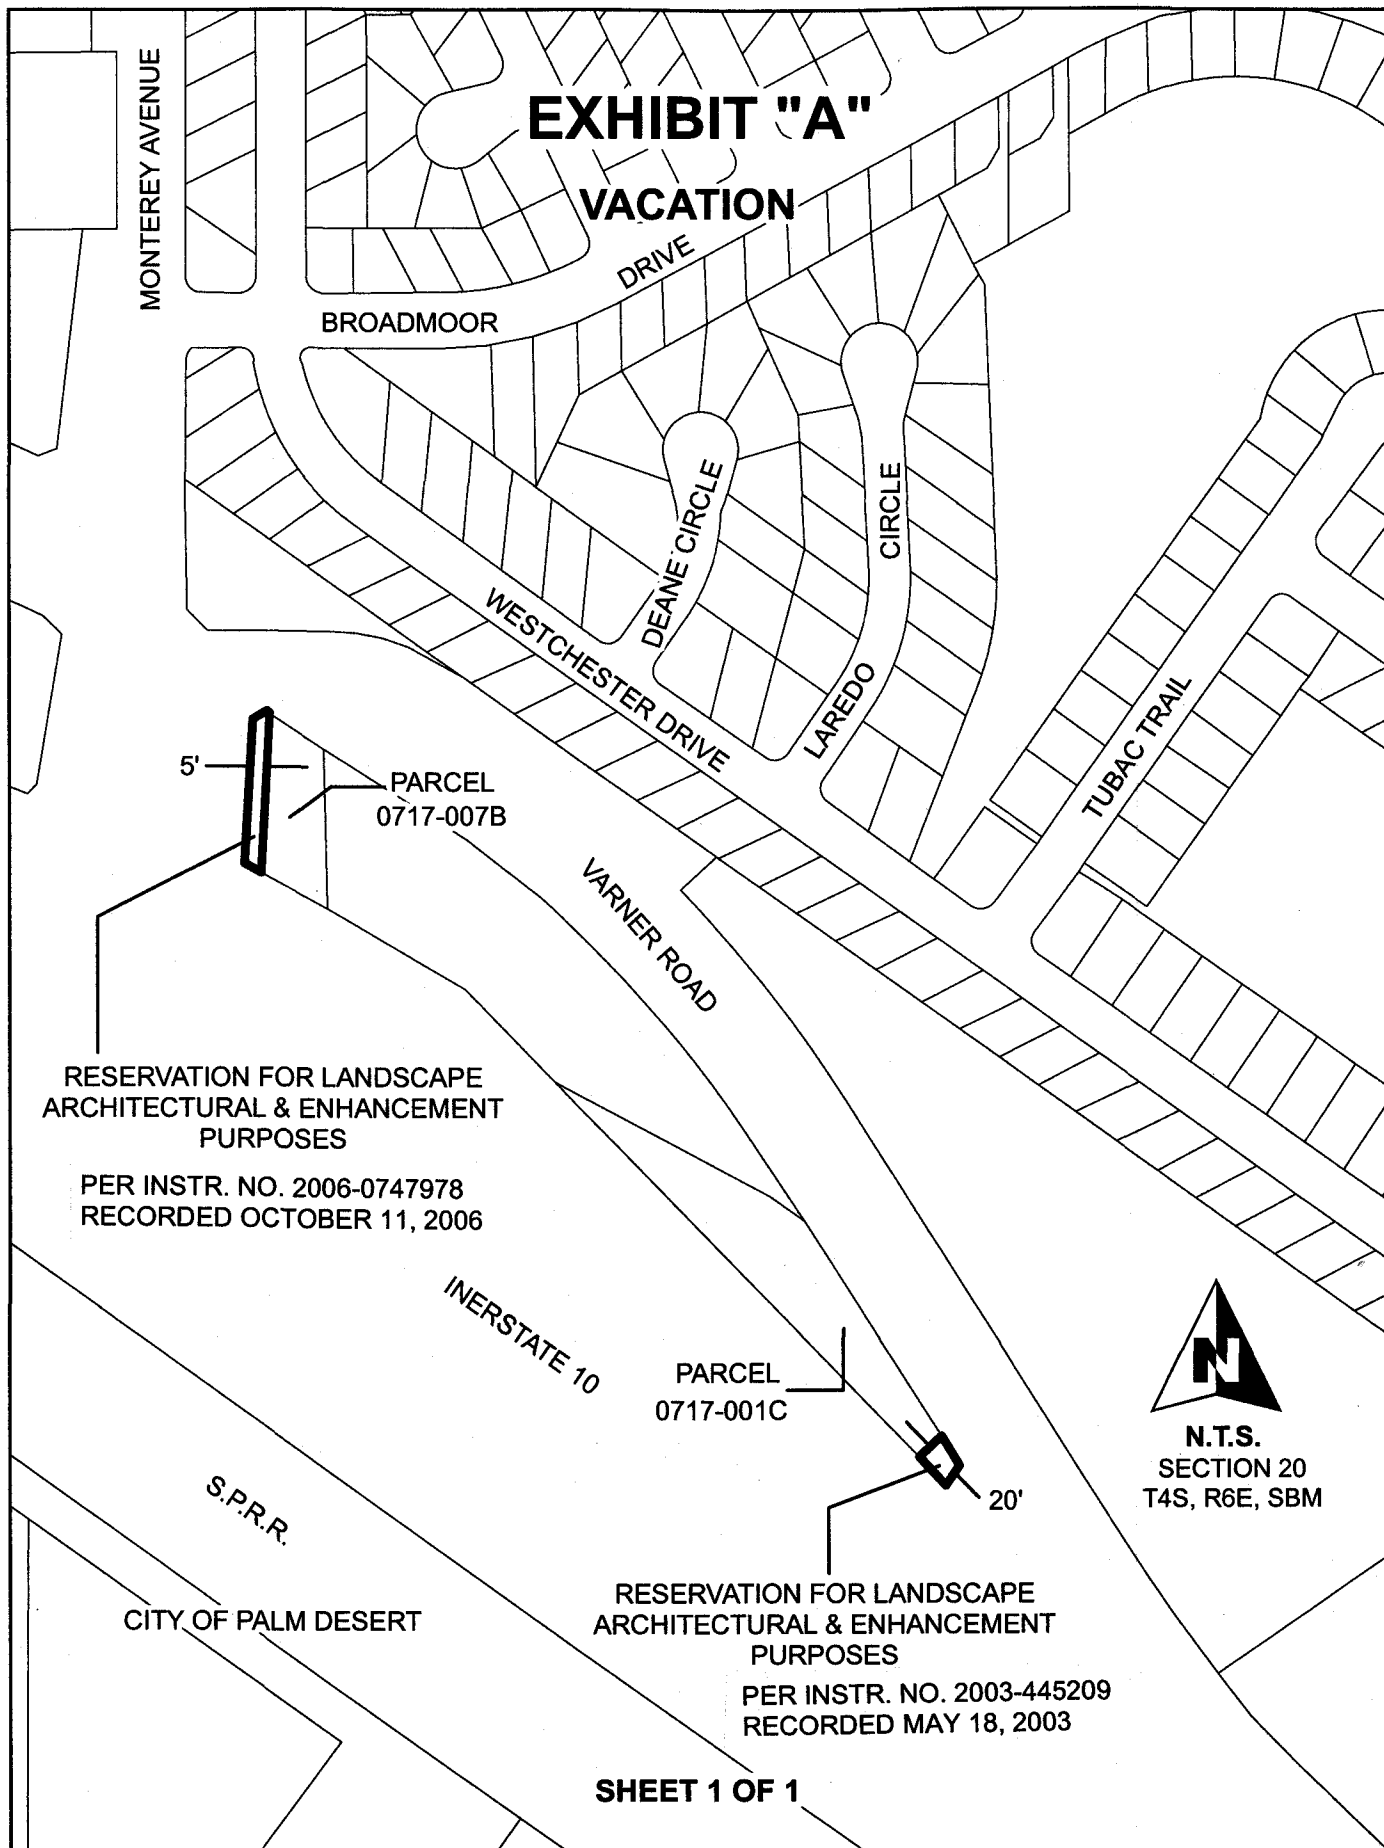 EXHIBIT "A"
VACATION
MONTEREY AVENUE
DRIVE
BROADMOOR
DEANE CIRCLE
CIRCLE
LAREDO
WESTCHESTER DRIVE
TUBAC TRAIL
5'
PARCEL
0717-007B
VARNER ROAD
RESERVATION FOR LANDSCAPE
ARCHITECTURAL & ENHANCEMENT
PURPOSES
PER INSTR. NO. 2006-0747978
RECORDED OCTOBER 11, 2006
INERSTATE 10
PARCEL
0717-001C
N
N.T.S.
SECTION 20
T4S, R6E, SBM
20'
S.P.R.R.
CITY OF PALM DESERT
RESERVATION FOR LANDSCAPE
ARCHITECTURAL & ENHANCEMENT
PURPOSES
PER INSTR. NO. 2003-445209
RECORDED MAY 18, 2003
SHEET 1 OF 1